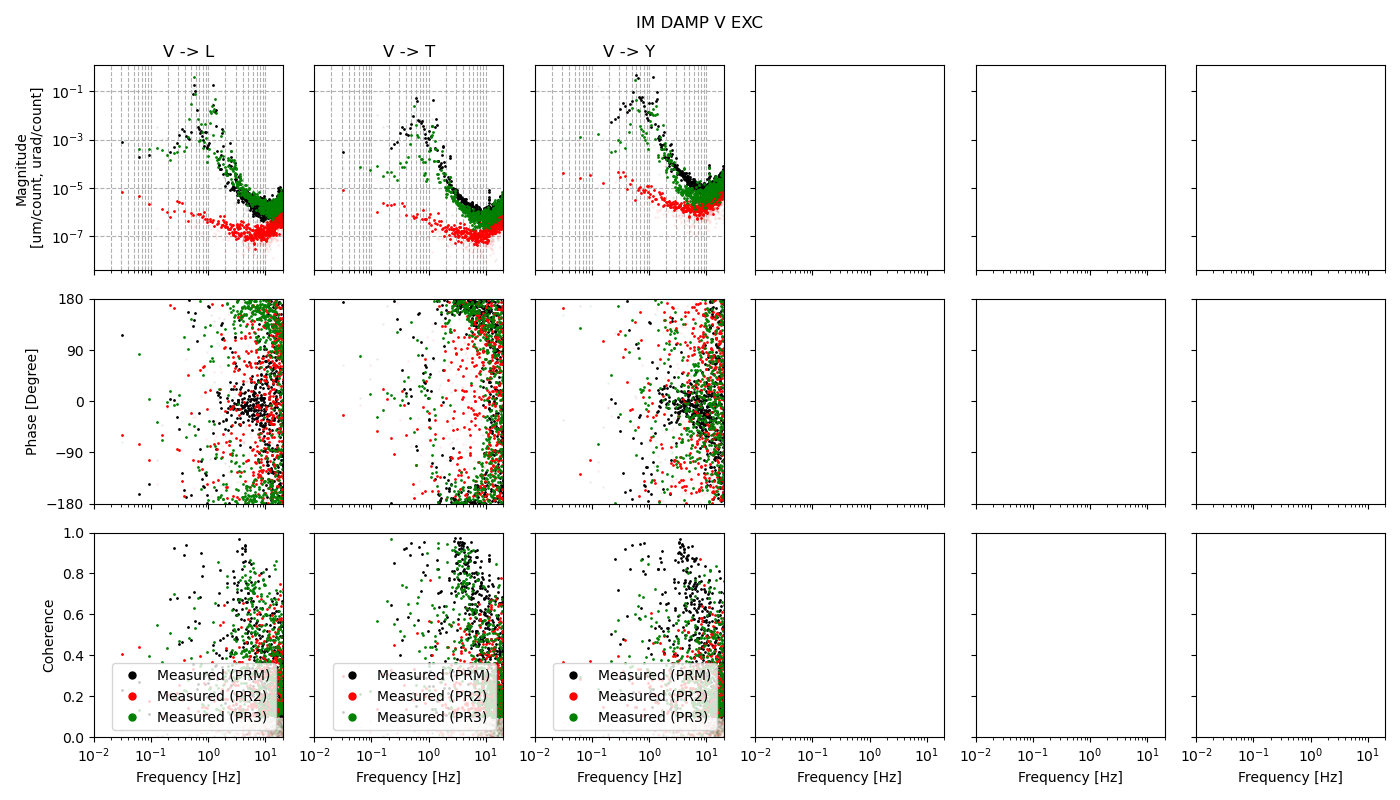 IM DAMP V EXC
V -> L
V -> T
V -> Y
Magnitude
[um/count, urad/count]
10⁻¹
10⁻³
10⁻⁵
10⁻⁷
Phase [Degree]
180
90
0
−90
−180
Coherence
1.0
0.8
0.6
0.4
0.2
0.0
Measured (PRM)
Measured (PR2)
Measured (PR3)
Measured (PRM)
Measured (PR2)
Measured (PR3)
Measured (PRM)
Measured (PR2)
Measured (PR3)
10⁻² 10⁻¹ 10⁰ 10¹
10⁻² 10⁻¹ 10⁰ 10¹
10⁻² 10⁻¹ 10⁰ 10¹
10⁻² 10⁻¹ 10⁰ 10¹
10⁻² 10⁻¹ 10⁰ 10¹
10⁻² 10⁻¹ 10⁰ 10¹
Frequency [Hz]
Frequency [Hz]
Frequency [Hz]
Frequency [Hz]
Frequency [Hz]
Frequency [Hz]